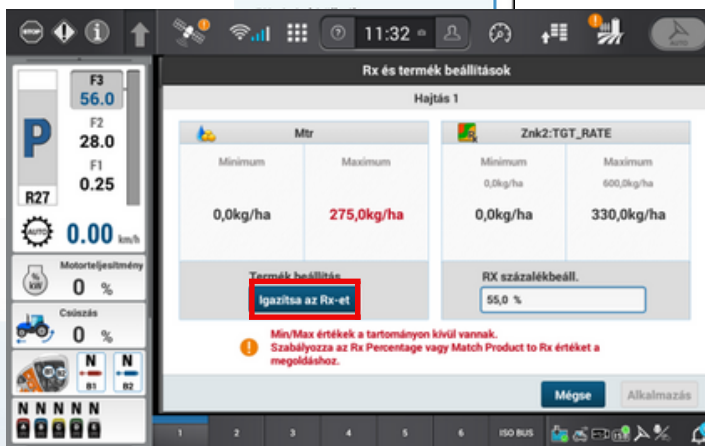 STOP
11:32
AUTO
F3
56.0
F2
28.0
F1
0.25
P
R27
AUTO
0.00 km/h
Motorteljesítmény
%
kW
0 %
Csúszás
0 %
N N
B1 B2
N N N N N
Rx és termék beállítások
Hajtás 1
Mtr
Minimum Maximum
0,0kg/ha 275,0kg/ha
Termék beállítás
Igazítsa az Rx-et
Znk2:TGT_RATE
Minimum Maximum
0,0kg/ha 600,0kg/ha
0,0kg/ha 330,0kg/ha
RX százalékbeáll.
55,0 %
Min/Max értékek a tartományon kívül vannak.
Szabályozza az Rx Percentage vagy Match Product to Rx értéket a
megoldáshoz.
Mégse Alkalmazás
1 2 3 4 5 6 ISO BUS